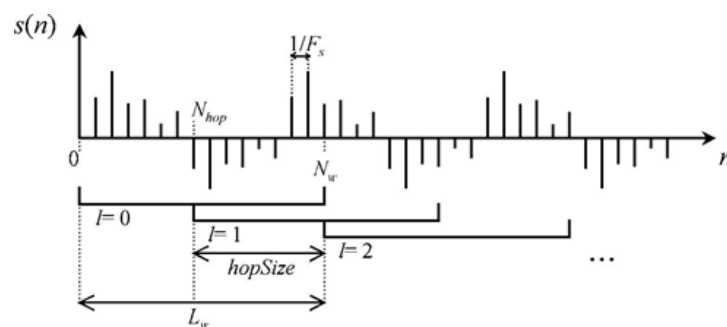 s(n)
1/Fs
Nhop
0
Nw
n
l= 0
l= 1
l= 2
hopSize
...
Lw